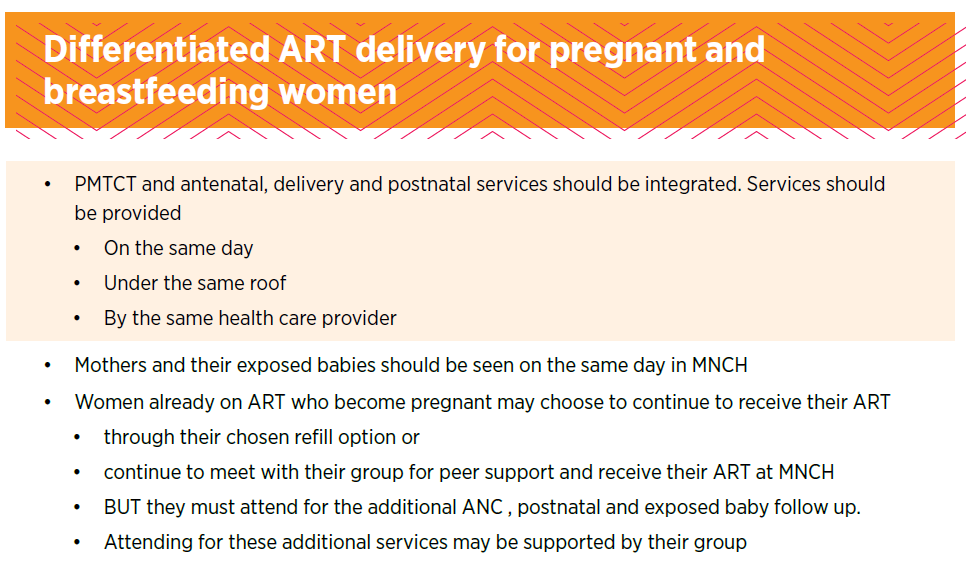 Differentiated ART delivery for pregnant and
breastfeeding women
• PMTCT and antenatal, delivery and postnatal services should be integrated. Services should
be provided
• On the same day
• Under the same roof
• By the same health care provider
• Mothers and their exposed babies should be seen on the same day in MNCH
• Women already on ART who become pregnant may choose to continue to receive their ART
• through their chosen refill option or
• continue to meet with their group for peer support and receive their ART at MNCH
• BUT they must attend for the additional ANC , postnatal and exposed baby follow up.
• Attending for these additional services may be supported by their group